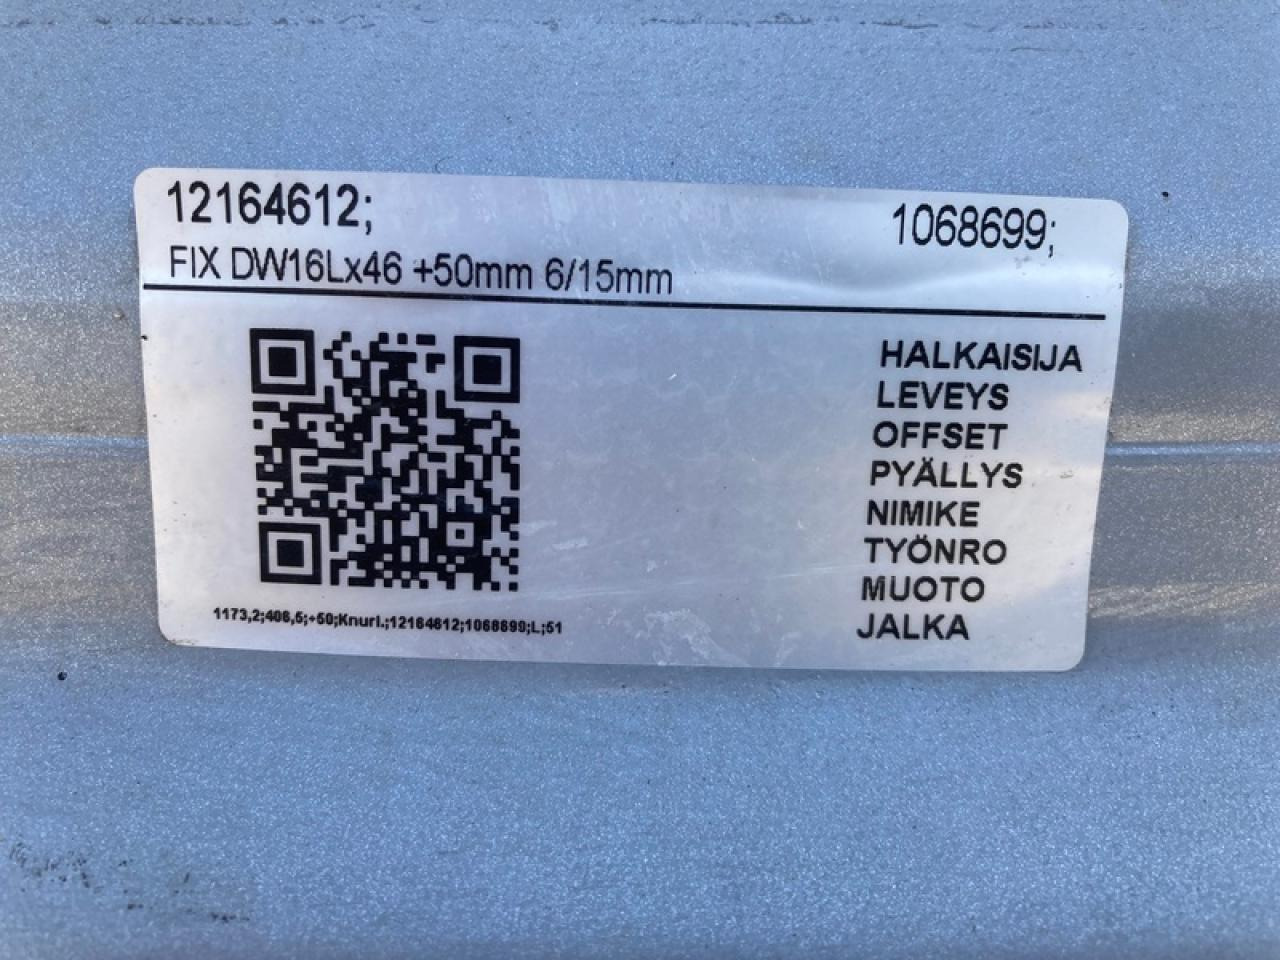 12164612;
1068699;
FIX DW16Lx46 +50mm 6/15mm
HALKAISIJA
LEVEYS
OFFSET
PYÄLLYS
NIMIKE
TYÖNRO
MUOTO
JALKA
1173,2;406,5;+50;Knurl.;12164612;1068699;L;51